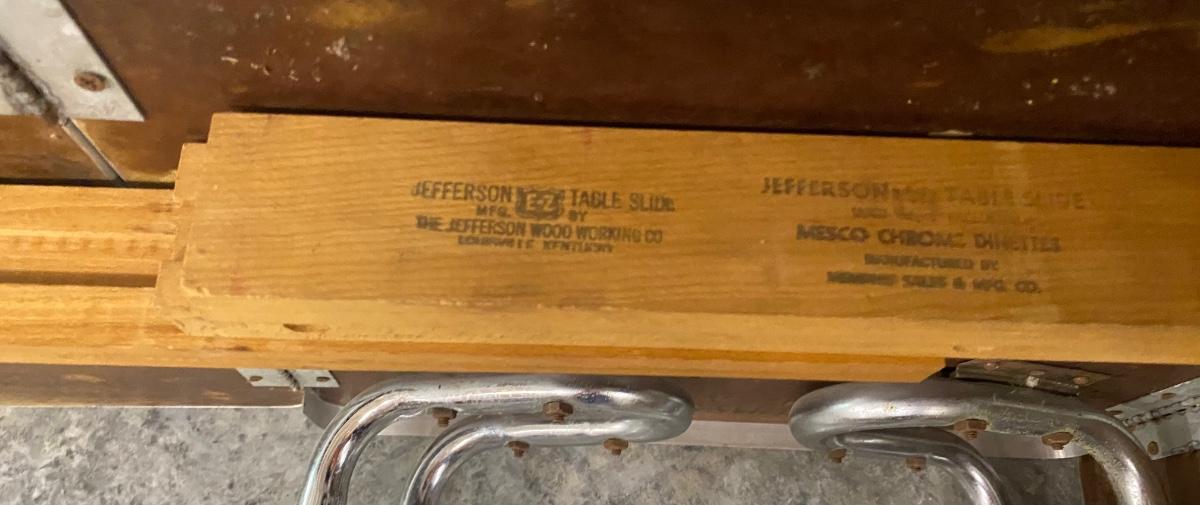 JEFFERSON E-Z TABLE SLIDE
MFG. BY
THE JEFFERSON WOOD WORKING CO
LOUISVILLE, KENTUCKY
JEFFERSON TABLE SLIDE
MESCO CHROME DINETTES
MANUFACTURED BY
MEMPHIS SALES & MFG. CO.